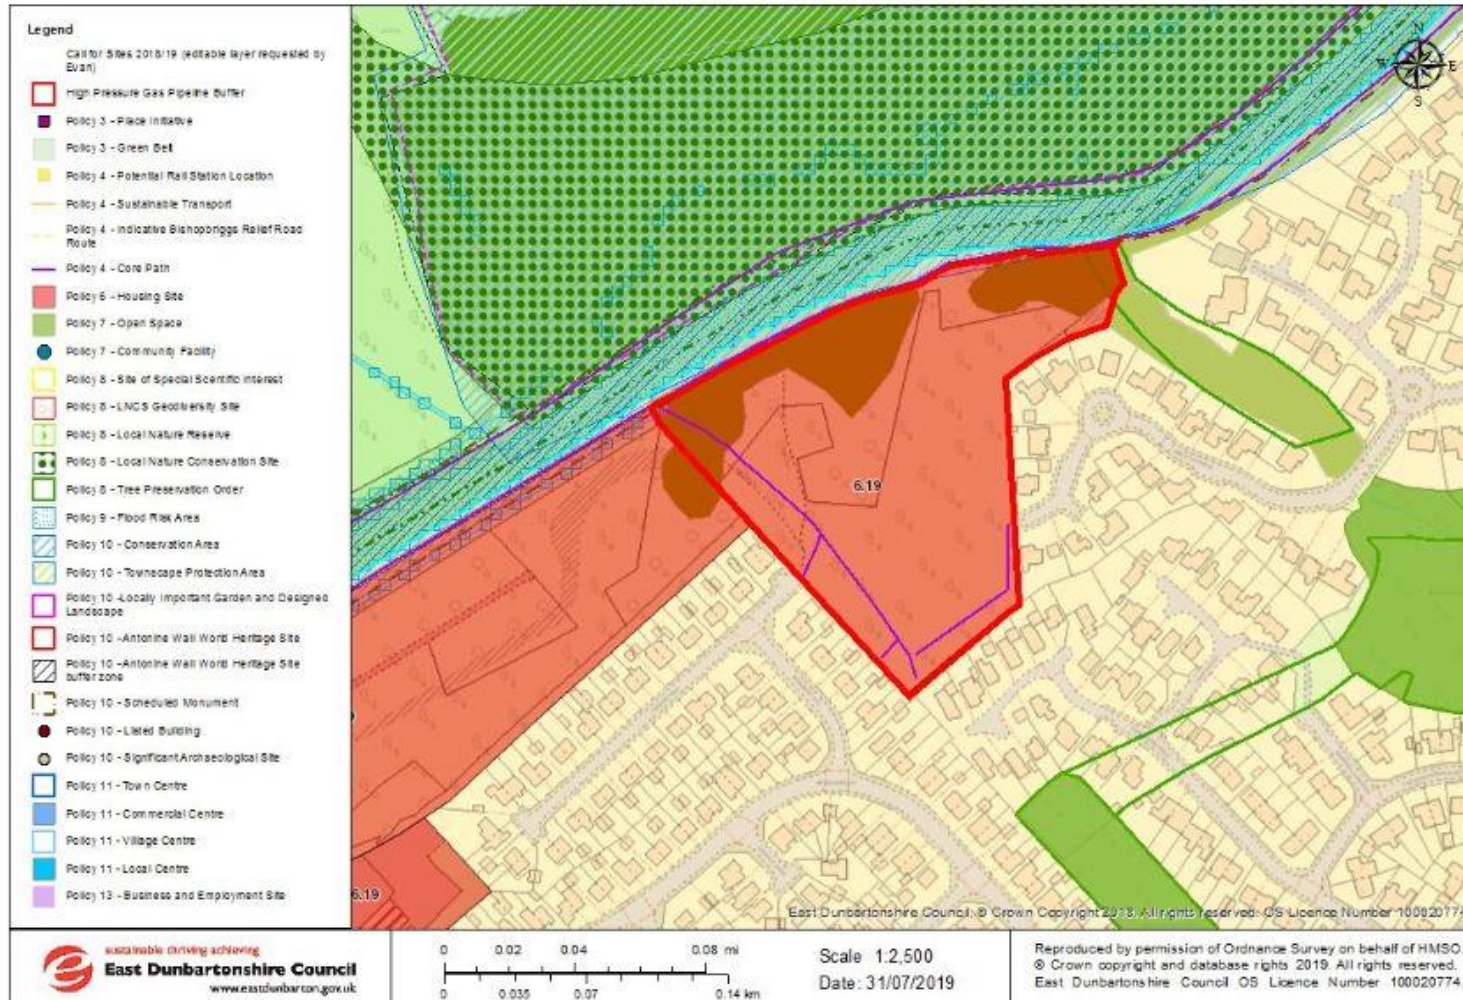 Legend
Call for Sites 2018/19 (editable layer requested by
Evan)
High Pressure Gas Pipeline Buffer
Policy 3 - Place Initiative
Policy 3 - Green Belt
Policy 4 - Potential Rail Station Location
Policy 4 - Sustainable Transport
Policy 4 - Indicative Bishopbriggs Relief Road
Route
Policy 4 - Core Path
Policy 6 - Housing Site
Policy 7 - Open Space
Policy 7 - Community Facility
Policy 8 - Site of Special Scientific Interest
Policy 8 - LNCS Geodiversity Site
Policy 8 - Local Nature Reserve
Policy 8 - Local Nature Conservation Site
Policy 8 - Tree Preservation Order
Policy 9 - Flood Risk Area
Policy 10 - Conservation Area
Policy 10 - Townscape Protection Area
Policy 10 -Locally Important Garden and Designed
Landscape
Policy 10 -Antonine Wall World Heritage Site
Policy 10 -Antonine Wall World Heritage Site
buffer zone
Policy 10 - Scheduled Monument
Policy 10 - Listed Building
Policy 10 - Significant Archaeological Site
Policy 11 - Town Centre
Policy 11 - Commercial Centre
Policy 11 - Village Centre
Policy 11 - Local Centre
Policy 13 - Business and Employment Site
N
W E
S
6.19
6.19
East Dunbartonshire Council. © Crown Copyright 2018. All rights reserved. OS Licence Number 100020774
sustainable thriving achieving
East Dunbartonshire Council
www.eastdunbarton.gov.uk
0 0.02 0.04 0.08 mi
0 0.035 0.07 0.14 km
Scale 1:2,500
Date: 31/07/2019
Reproduced by permission of Ordnance Survey on behalf of HMSO.
© Crown copyright and database rights 2019. All rights reserved.
East Dunbartonshire Council OS Licence Number 100020774